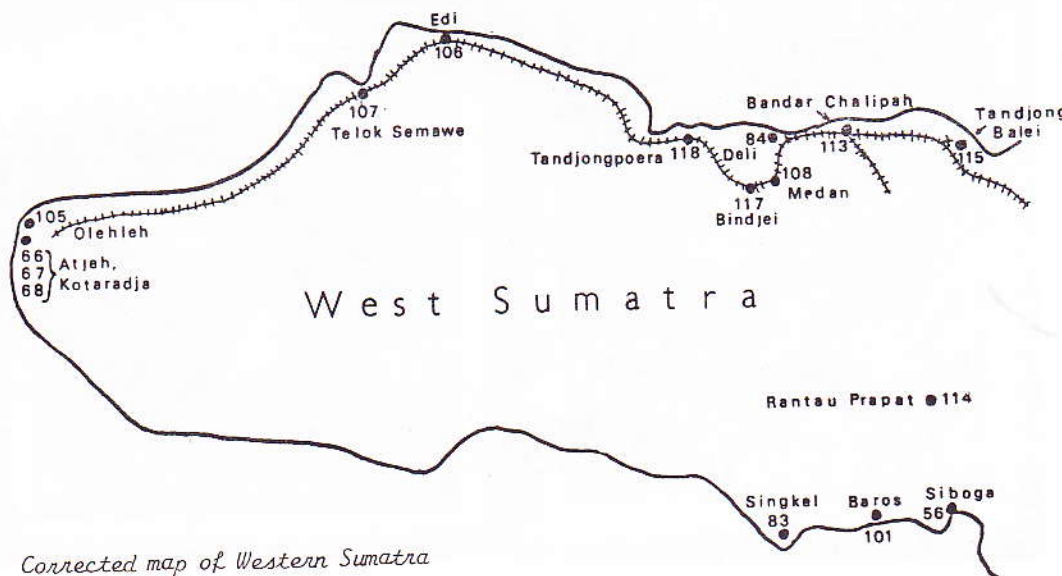 Edi
106
107
Telok Semawe
Bandar Chalipah
113
Tandjong
Balei
115
84
Deli
Tandjongpoera
118
108
Medan
117
Bindjei
105
Olehleh
66
67
68
Atjeh,
Kotaradja
West Sumatra
Rantau Prapat 114
Singkel
83
Baros
101
Siboga
56
Corrected map of Western Sumatra